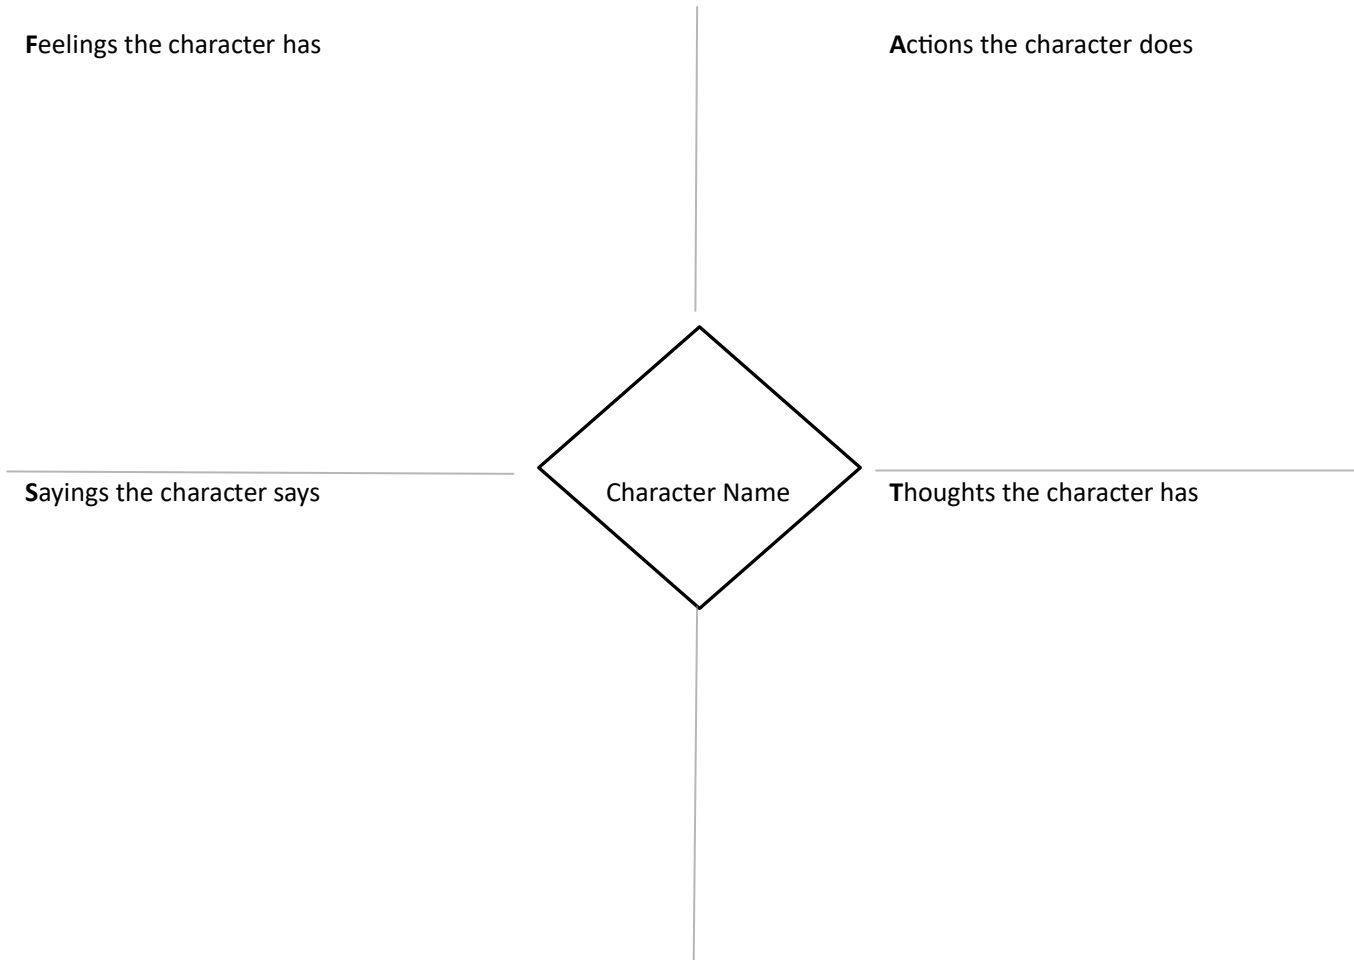 Feelings the character has
Actions the character does
Character Name
Sayings the character says
Thoughts the character has